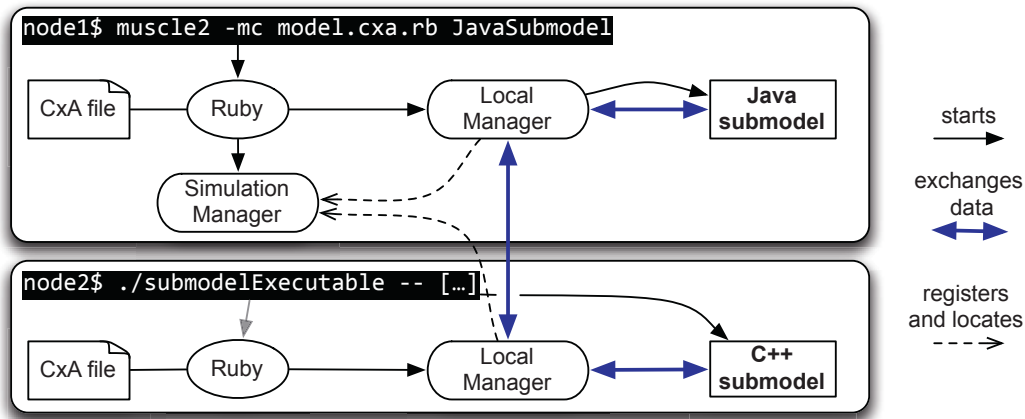 node1$ muscle2 -mc model.cxa.rb JavaSubmodel
CxA file
Ruby
Local
Manager
Java
submodel
Simulation
Manager
starts
exchanges
data
registers
and locates
node2$ ./submodelExecutable -- […]
CxA file
Ruby
Local
Manager
C++
submodel